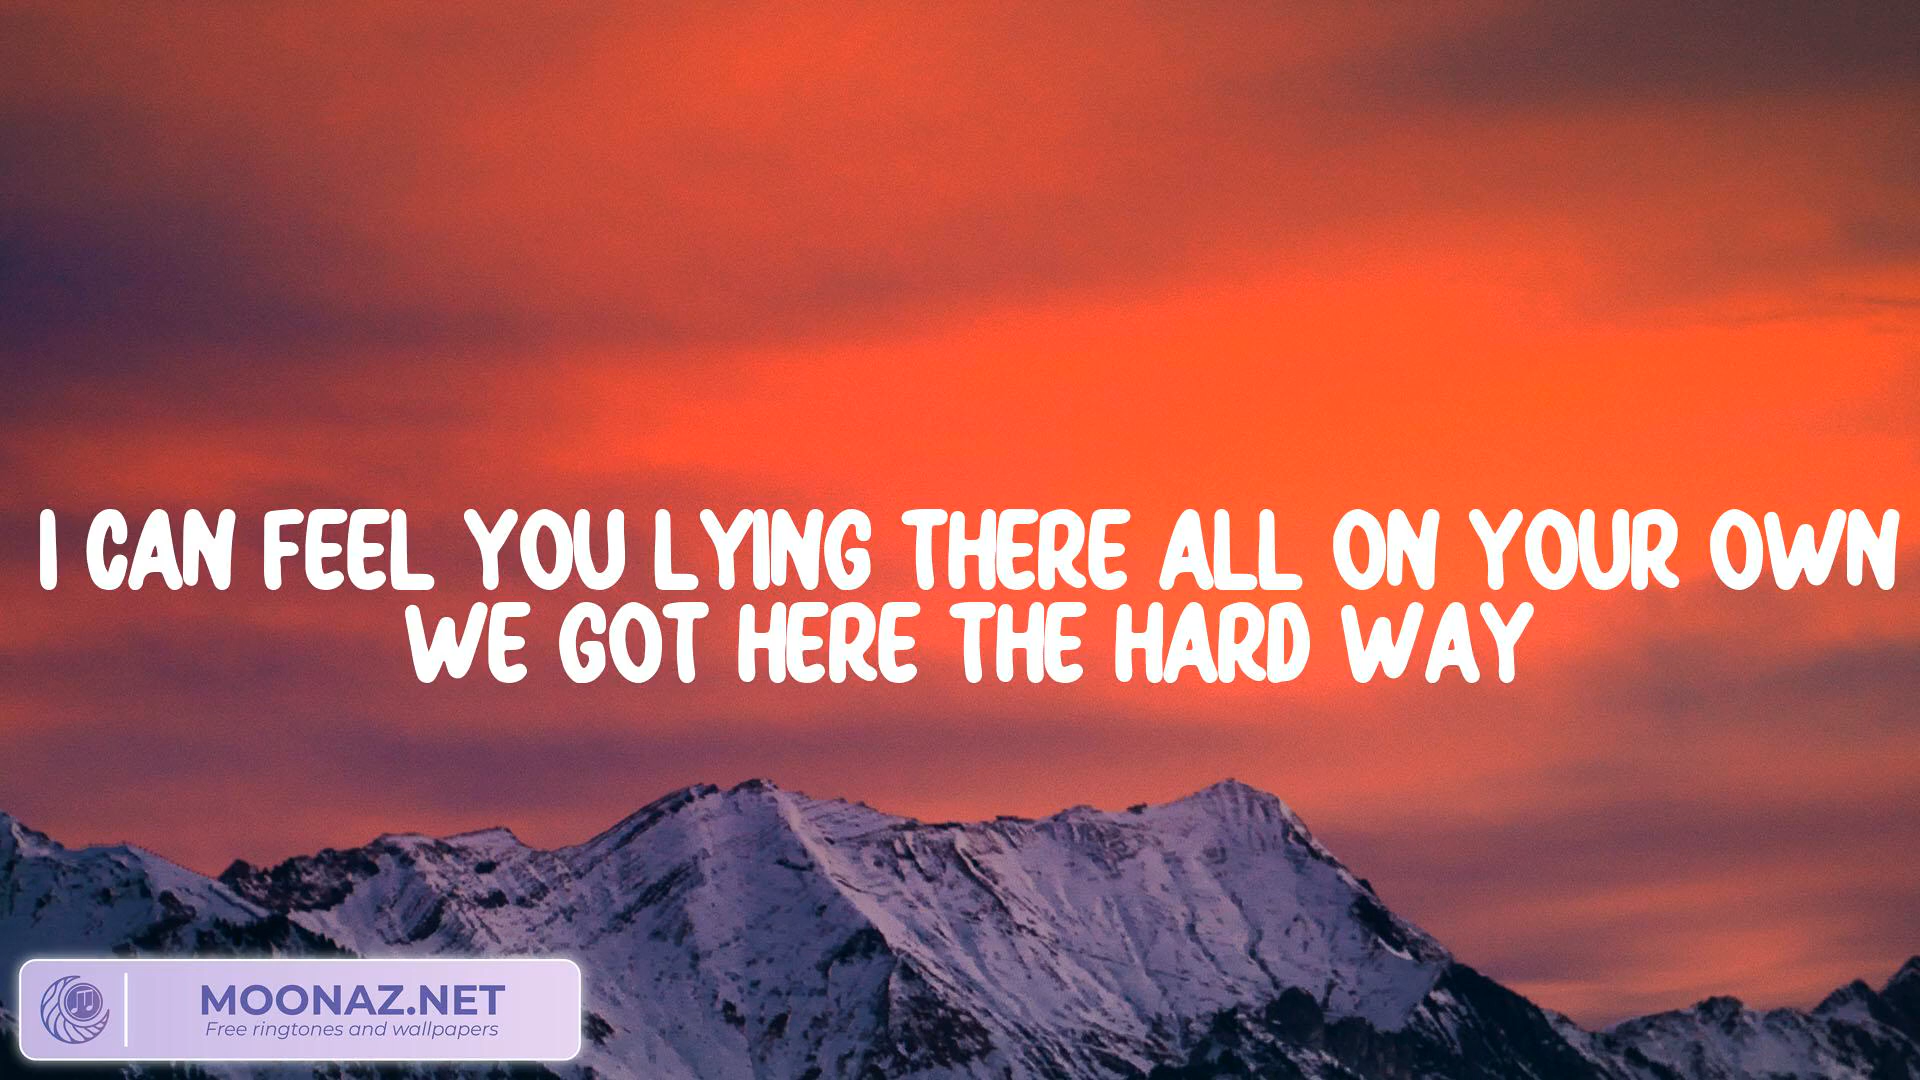 I CAN FEEL YOU LYING THERE ALL ON YOUR OWN
WE GOT HERE THE HARD WAY
MOONAZ.NET
Free ringtones and wallpapers